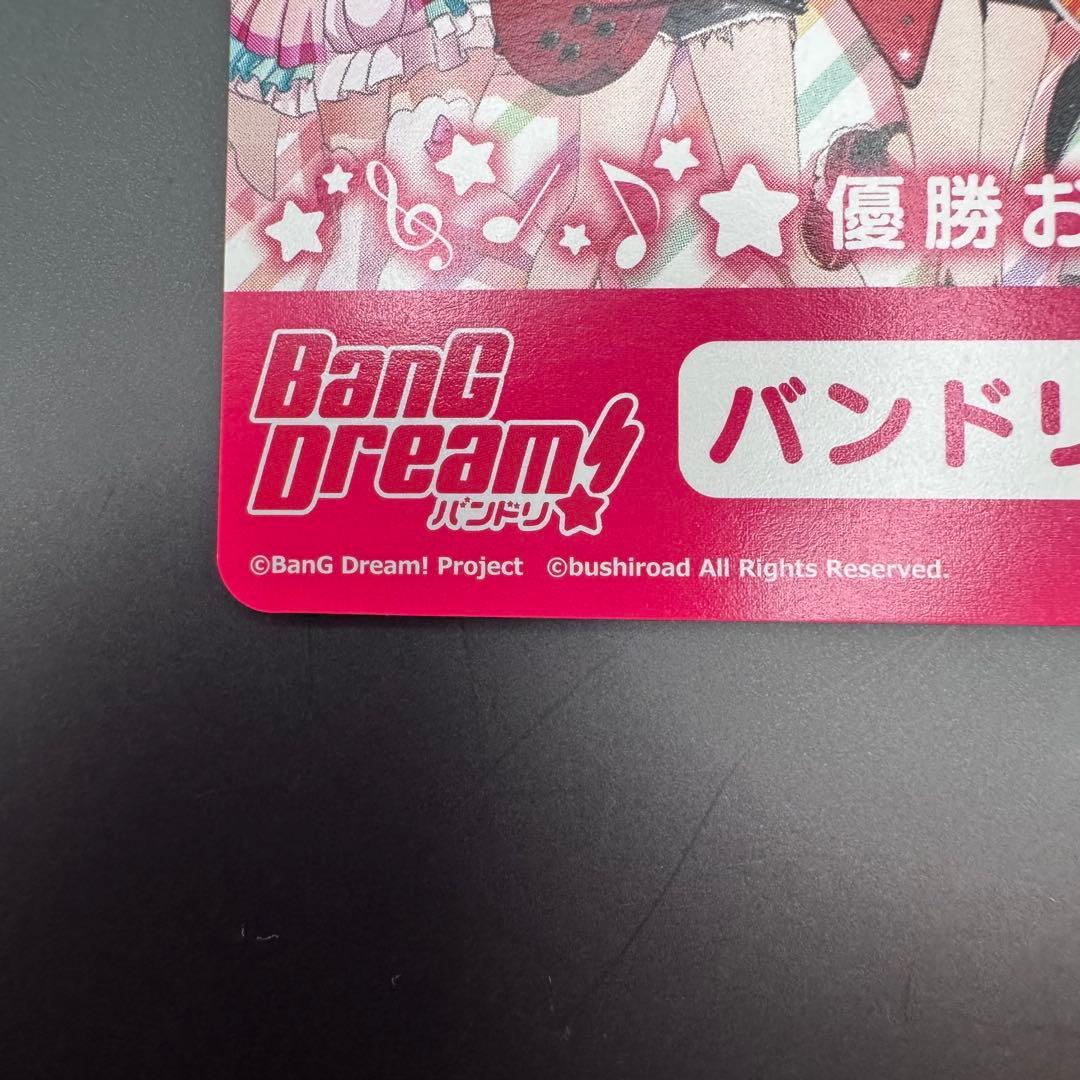 優勝お
BanG
Dream!
バンドリ
バンドリ
©BanG Dream! Project ©bushiroad All Rights Reserved.